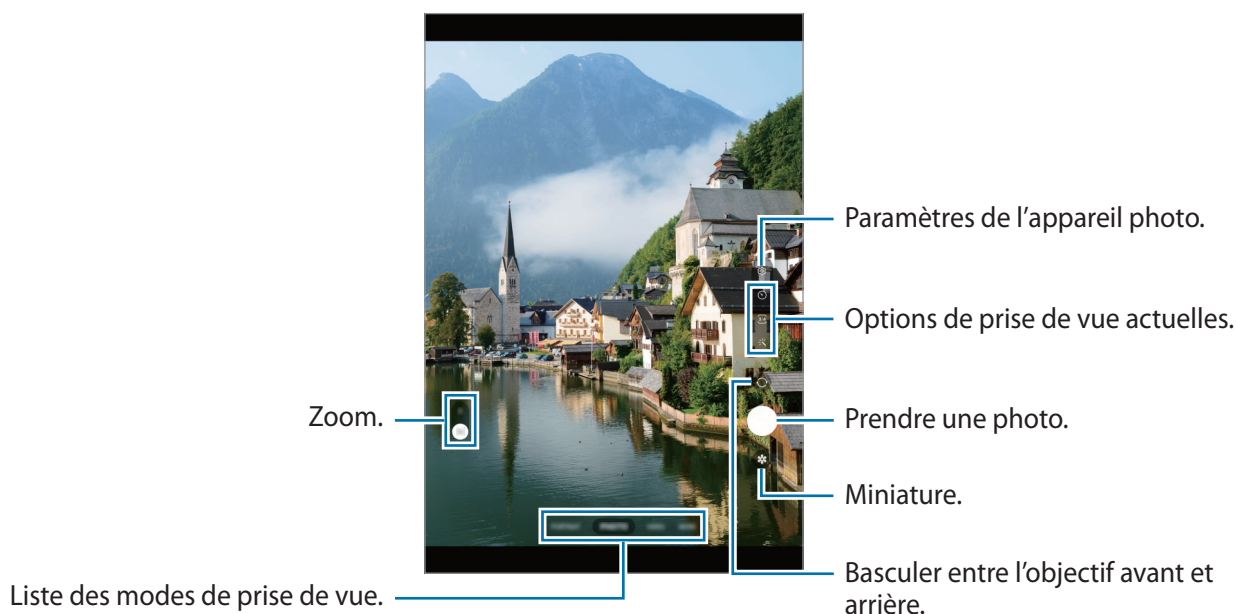 Paramètres de l'appareil photo.
Options de prise de vue actuelles.
Zoom.
Prendre une photo.
Miniature.
Basculer entre l'objectif avant et
arrière.
Liste des modes de prise de vue.